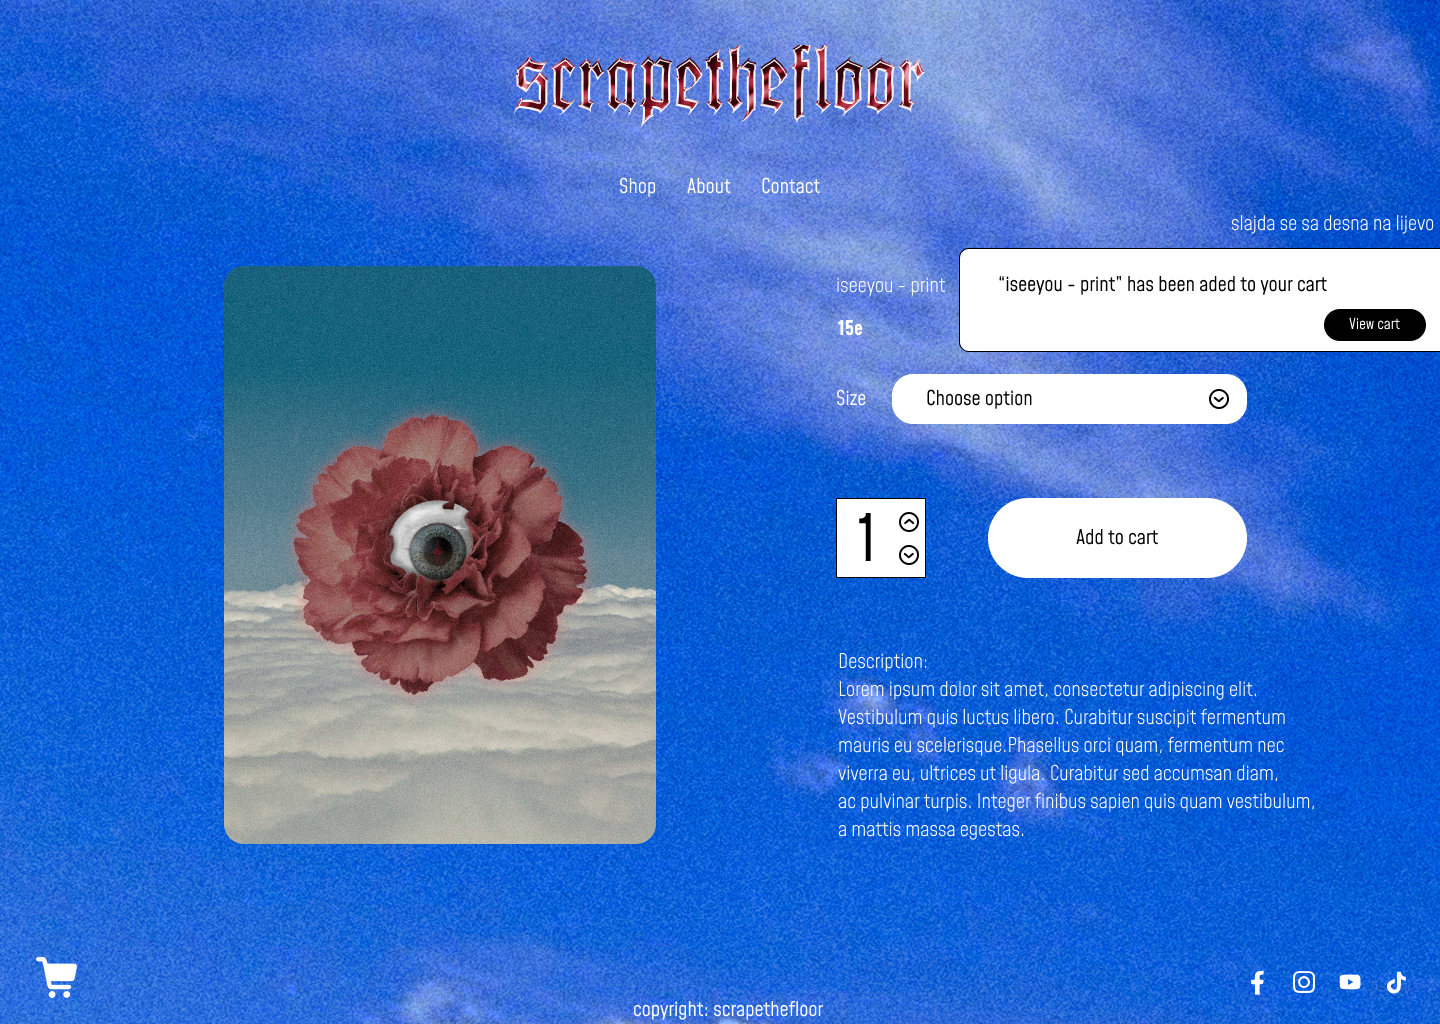 scrapethefloor
Shop About Contact
slajda se sa desna na lijevo
iseeyou - print
“iseeyou - print" has been aded to your cart
15e
View cart
Size
Choose option
1
Add to cart
Description:
Lorem ipsum dolor sit amet, consectetur adipiscing elit.
Vestibulum quis luctus libero. Curabitur suscipit fermentum
mauris eu scelerisque.Phasellus orci quam, fermentum nec
viverra eu, ultrices ut ligula. Curabitur sed accumsan diam,
ac pulvinar turpis. Integer finibus sapien quis quam vestibulum,
a mattis massa egestas.
copyright: scrapethefloor